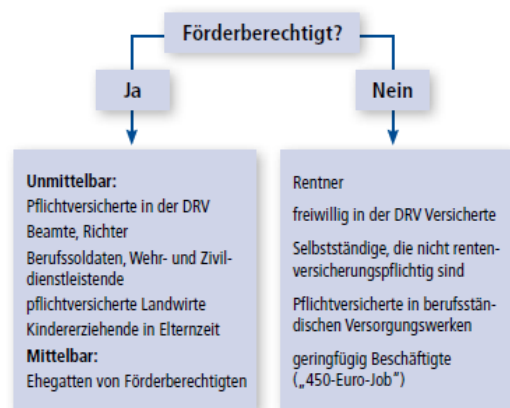 Förderberechtigt?
Ja
Nein
Unmittelbar:
Pflichtversicherte in der DRV
Beamte, Richter
Berufssoldaten, Wehr- und Zivil-
dienstleistende
pflichtversicherte Landwirte
Kindererziehende in Elternzeit
Mittelbar:
Ehegatten von Förderberechtigten
Rentner
freiwillig in der DRV Versicherte
Selbstständige, die nicht renten-
versicherungspflichtig sind
Pflichtversicherte in berufsstän-
dischen Versorgungswerken
geringfügig Beschäftigte
(„450-Euro-Job“)